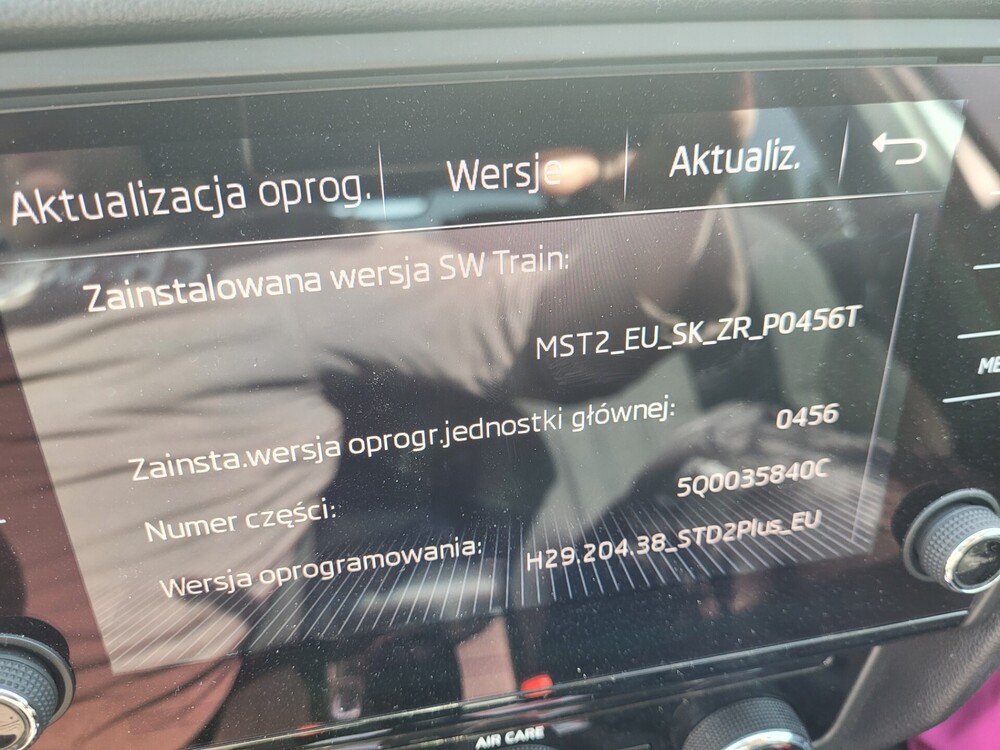 Aktualizacja oprog. Wersje Aktualiz.
Zainstalowana wersja SW Train:
MST2_EU_SK_ZR_P0456T
Zainsta.wersja oprogr.jednostki głównej: 0456
Numer części: 5Q0035840C
Wersja oprogramowania: H29.204.38_STD2Plus_EU
AIR CARE